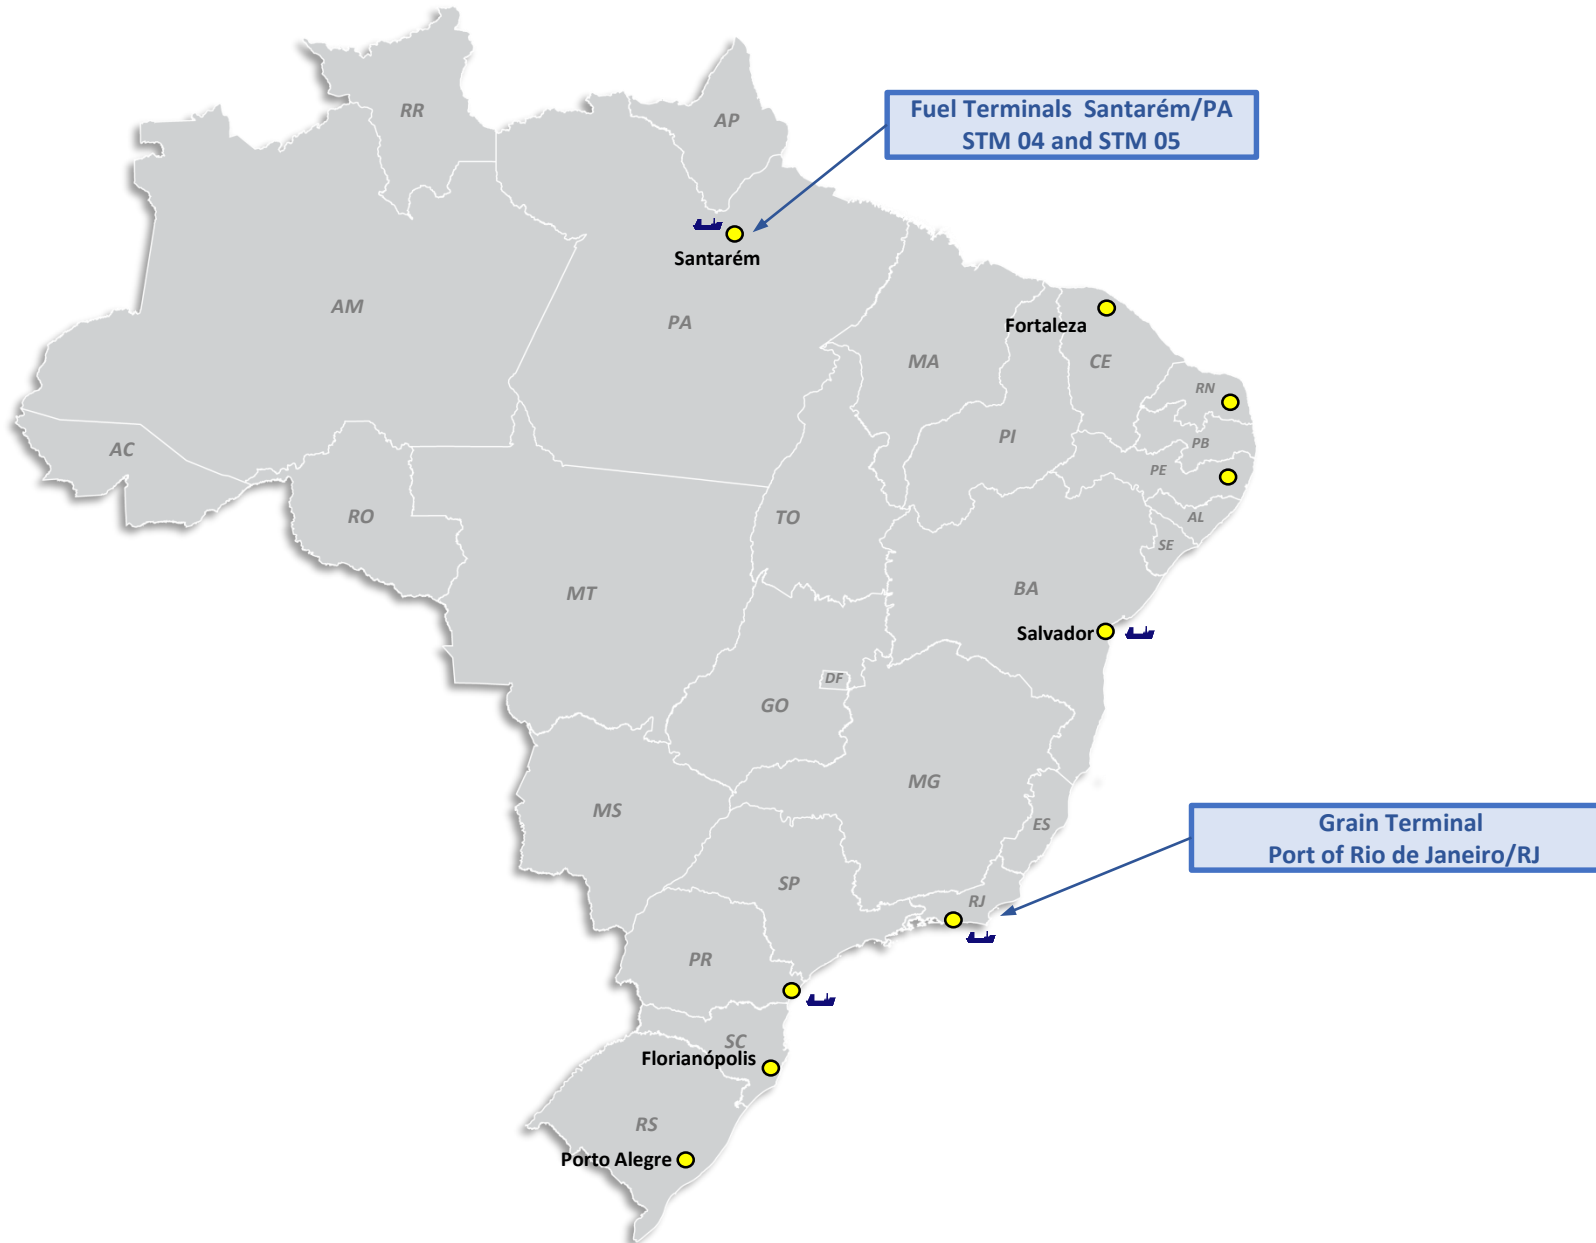 RR
AP
Fuel Terminals Santarém/PA
STM 04 and STM 05
Santarém
AM
PA
Fortaleza
MA
CE
RN
PI
PB
AC
PE
RO
TO
AL
SE
MT
BA
Salvador
DF
GO
MG
MS
ES
Grain Terminal
Port of Rio de Janeiro/RJ
SP
RJ
PR
SC
Florianópolis
RS
Porto Alegre